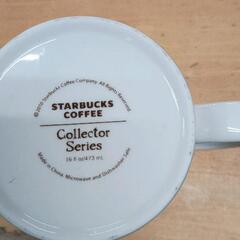 © 2010 Starbucks Coffee Company. All Rights Reserved.
STARBUCKS
COFFEE
Collector
Series
16 fl oz/473 mL
Made in China. Microwave and Dishwasher Safe